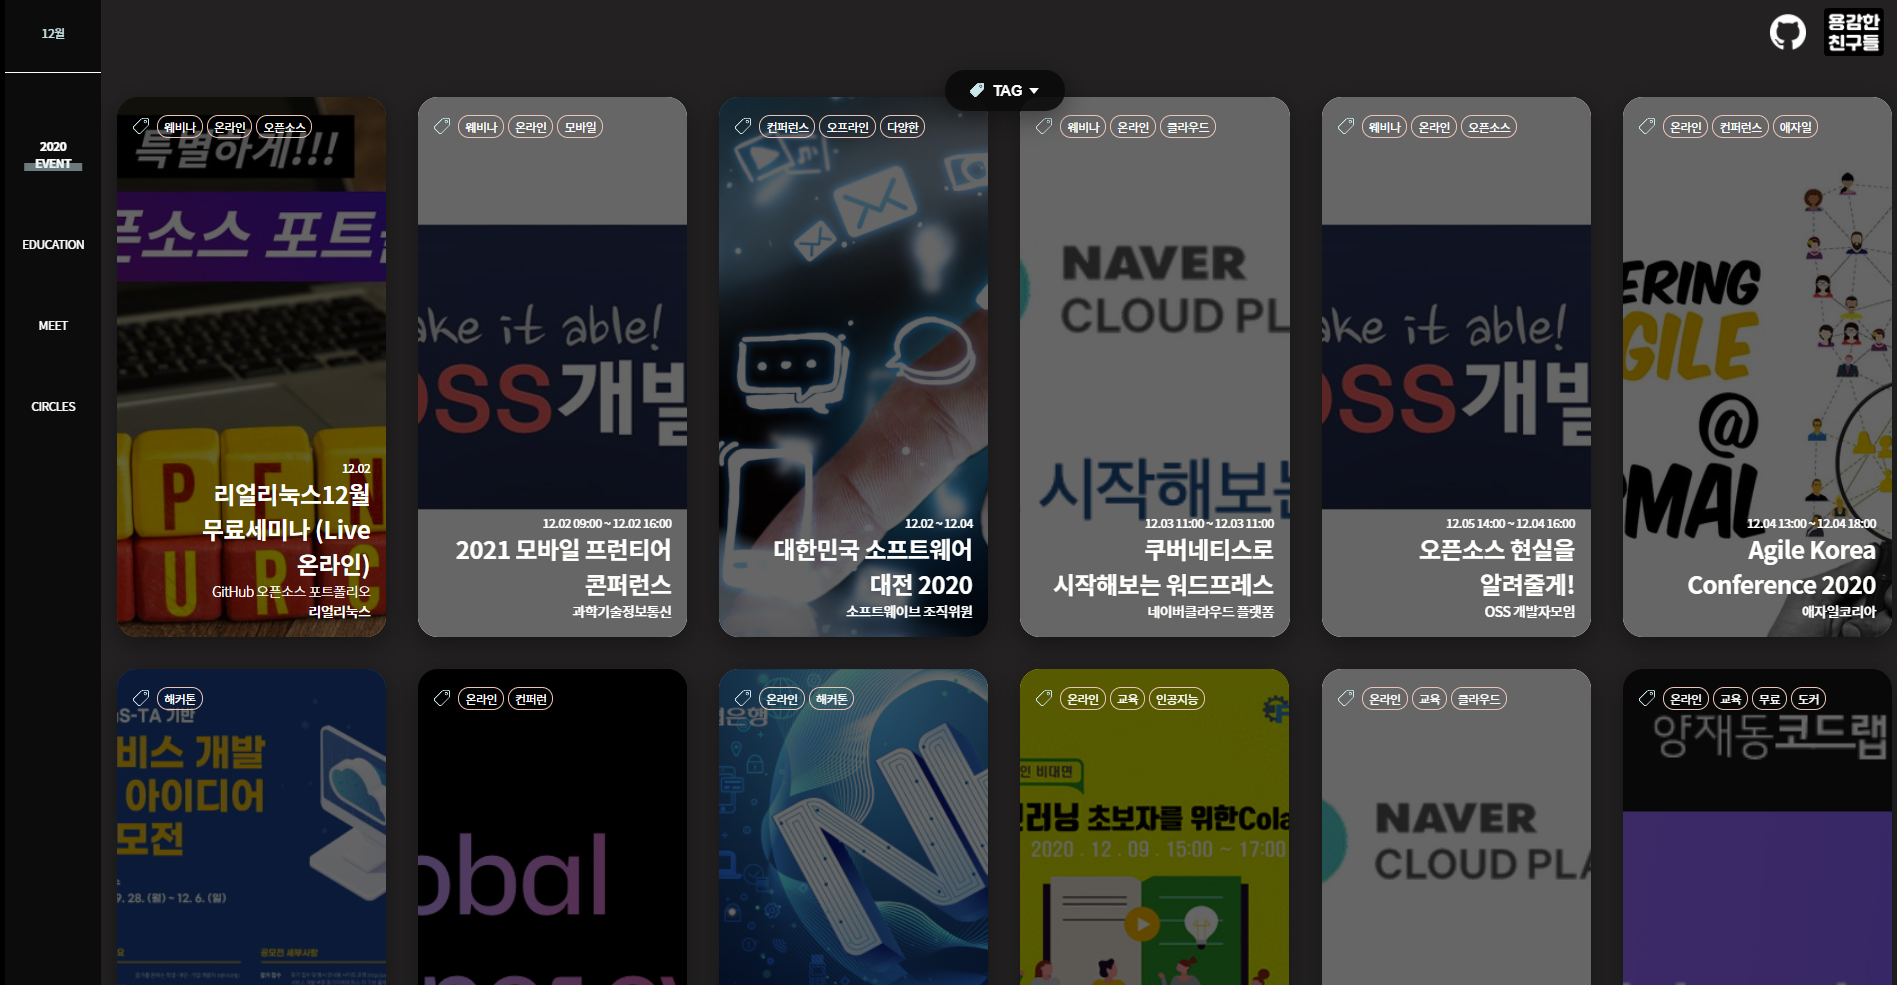 12월
용감한
친구들
TAG
2020
EVENT
EDUCATION
MEET
CIRCLES
웨비나 온라인 오픈소스
특별하게!!!
픈소스 포트
P E N
U R C
12.02
리얼리눅스12월
무료세미나 (Live
온라인)
GitHub 오픈소스 포트폴리오
리얼리눅스
웨비나 온라인 모바일
ake it able!
OSS개발
12.02 09:00 ~ 12.02 16:00
2021 모바일 프런티어
콘퍼런스
과학기술정보통신
컨퍼런스 오프라인 다양한
12.02 ~ 12.04
대한민국 소프트웨어
대전 2020
소프트웨이브 조직위원
웨비나 온라인 클라우드
NAVER
CLOUD PL
시작해보는
12.03 11:00 ~ 12.03 11:00
쿠버네티스로
시작해보는 워드프레스
네이버클라우드 플랫폼
웨비나 온라인 오픈소스
ake it able!
OSS개발
12.05 14:00 ~ 12.04 16:00
오픈소스 현실을
알려줄게!
OSS 개발자모임
온라인 컨퍼런스 애자일
ERING
GILE
@
RMAL
12.04 13:00 ~ 12.04 18:00
Agile Korea
Conference 2020
애자일코리아
해커톤
S-TA 기반
비스 개발
아이디어
모전
9. 28. (월) ~ 12. 6. (일)
공모전 세부사항
온라인 컨퍼런
obal
온라인 해커톤
은행
N
온라인 교육 인공지능
인 비대면
러닝 초보자를 위한Cola
2020 . 12 . 09 . 15:00 ~ 17:00
온라인 교육 클라우드
NAVER
CLOUD PLA
온라인 교육 무료 도커
양재동코드랩